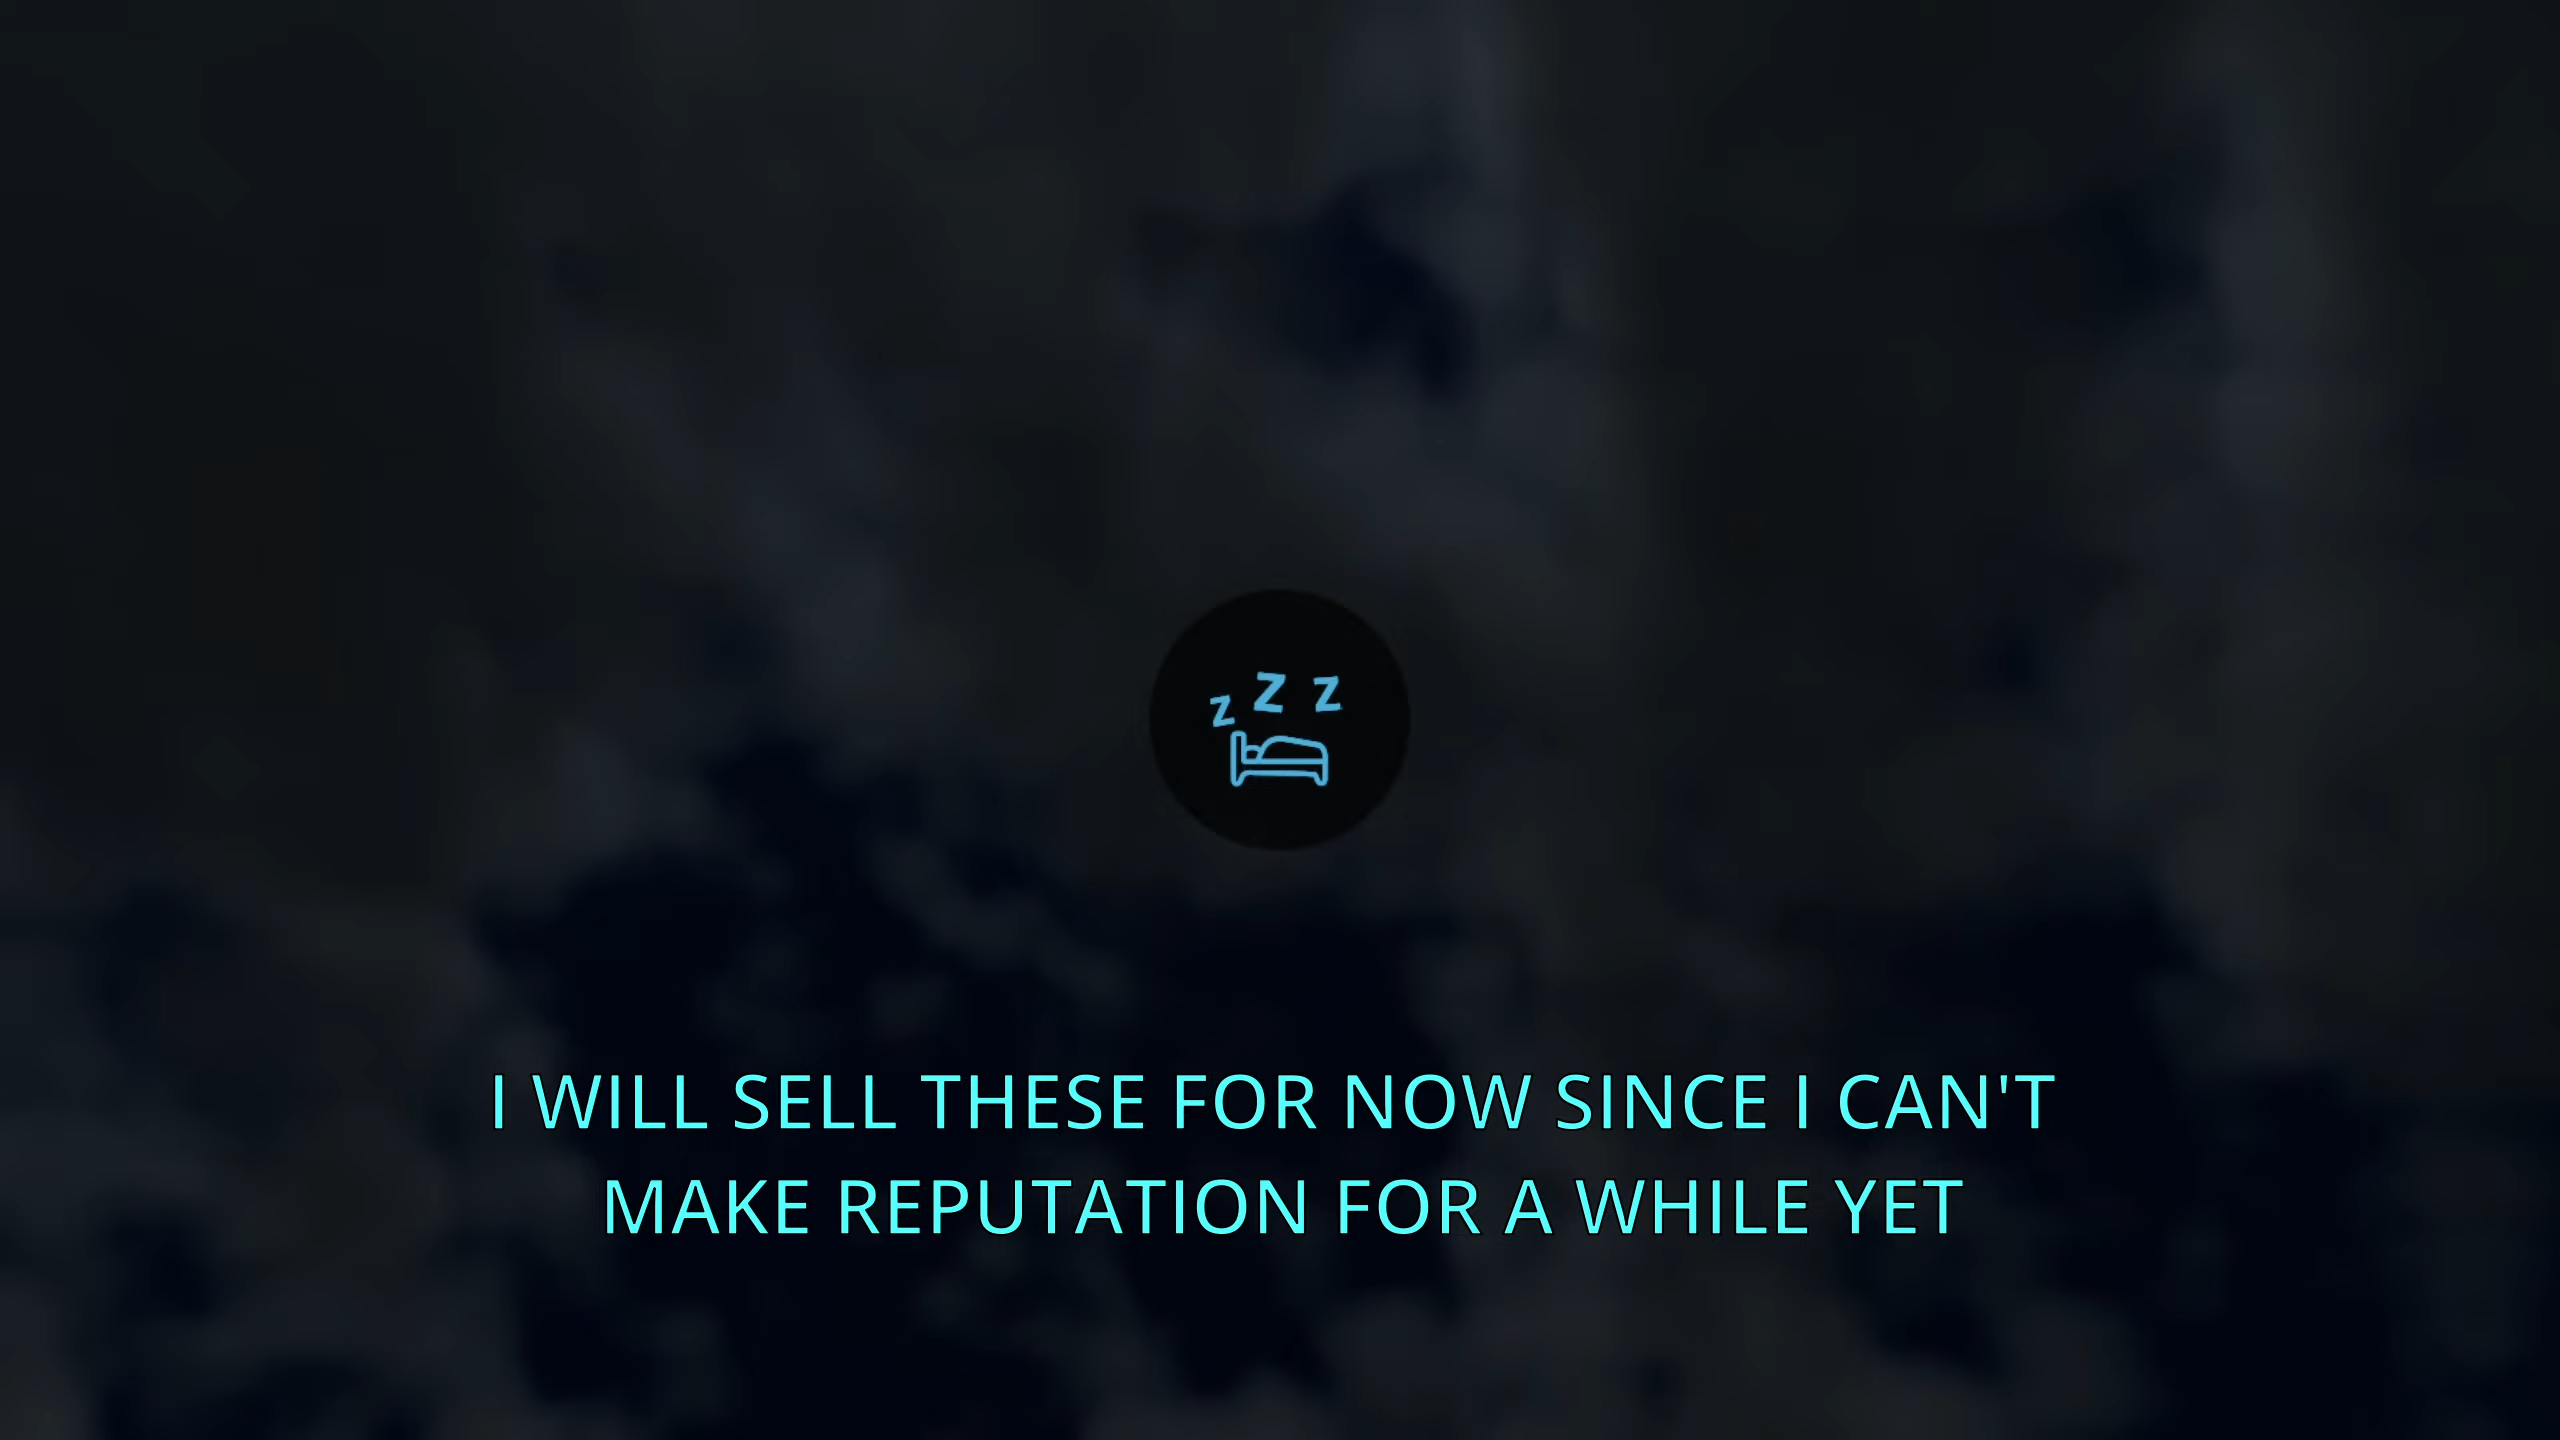 z z z
I WILL SELL THESE FOR NOW SINCE I CAN'T
MAKE REPUTATION FOR A WHILE YET